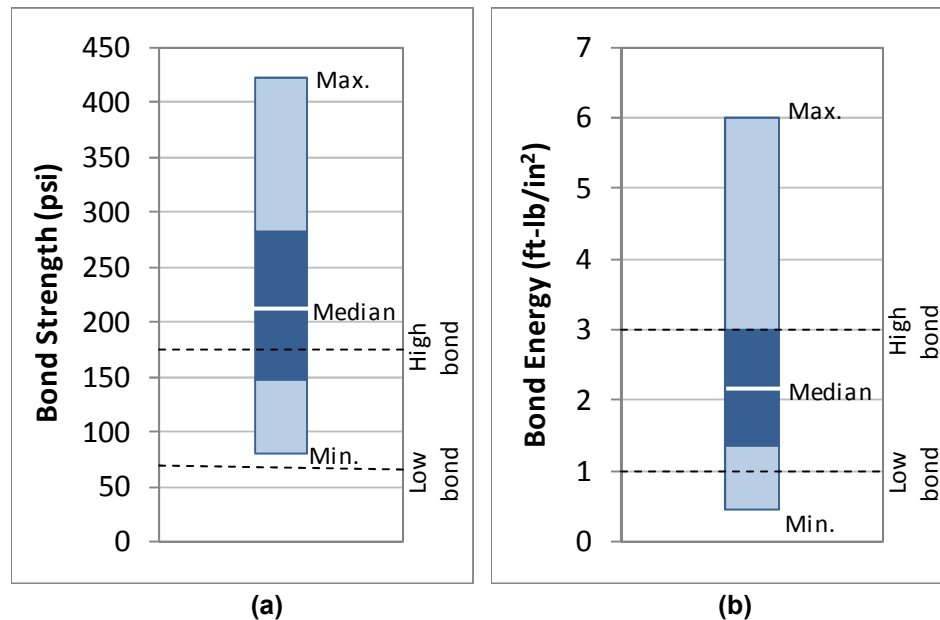 450
400
350
300
250
200
150
100
50
0
Bond Strength (psi)
Max.
Median
Min.
High
bond
Low
bond
(a)
7
6
5
4
3
2
1
0
Bond Energy (ft-lb/in²)
Max.
Median
Min.
High
bond
Low
bond
(b)